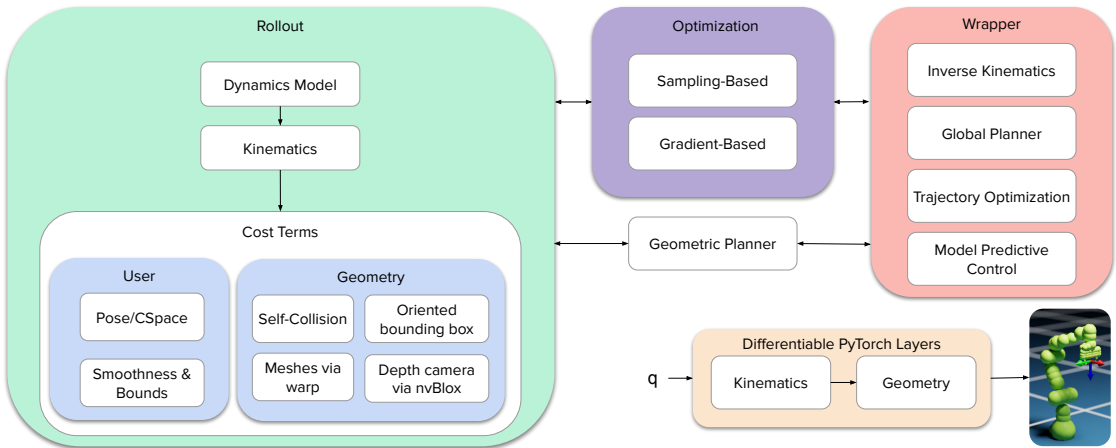 Rollout
Dynamics Model
Kinematics
Cost Terms
User
Pose/CSpace
Smoothness &
Bounds
Geometry
Self-Collision
Oriented
bounding box
Meshes via
warp
Depth camera
via nvBlox
Optimization
Sampling-Based
Gradient-Based
Geometric Planner
Wrapper
Inverse Kinematics
Global Planner
Trajectory Optimization
Model Predictive
Control
Differentiable PyTorch Layers
q
Kinematics
Geometry